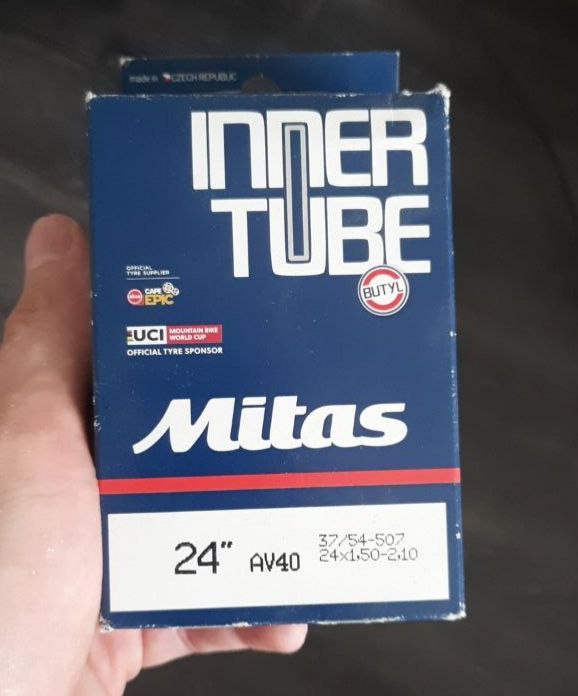 made in CZECH REPUBLIC
INNER
TUBE
BUTYL
OFFICIAL
TYRE SUPPLIER
CAPE
EPIC
UCI MOUNTAIN BIKE
WORLD CUP
OFFICIAL TYRE SPONSOR
Mitas
24" AV40 37/54-507
24x1.50-2.10